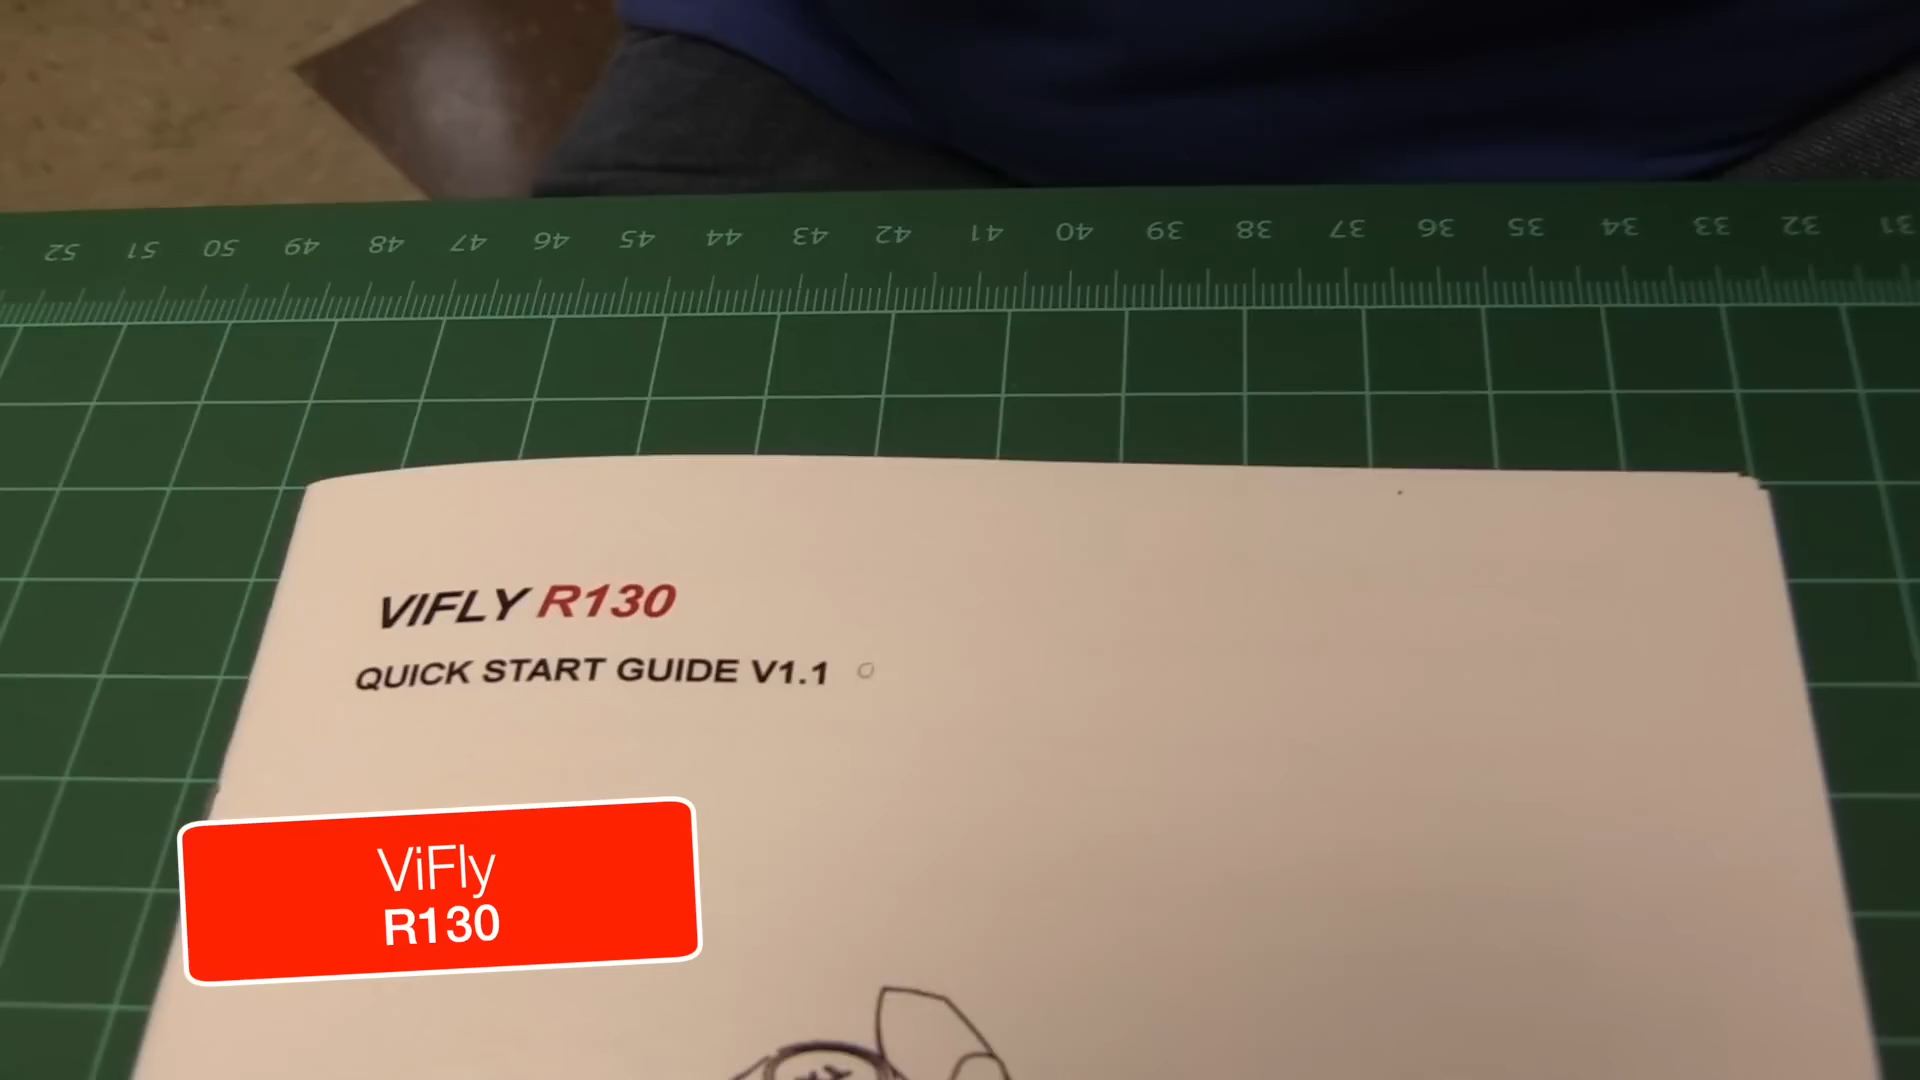 52 51 50 49 48 47 46 45 44 43 42 41 40 39 38 37 36 35 34 33 32 31
VIFLY R130
QUICK START GUIDE V1.1
ViFly
R130